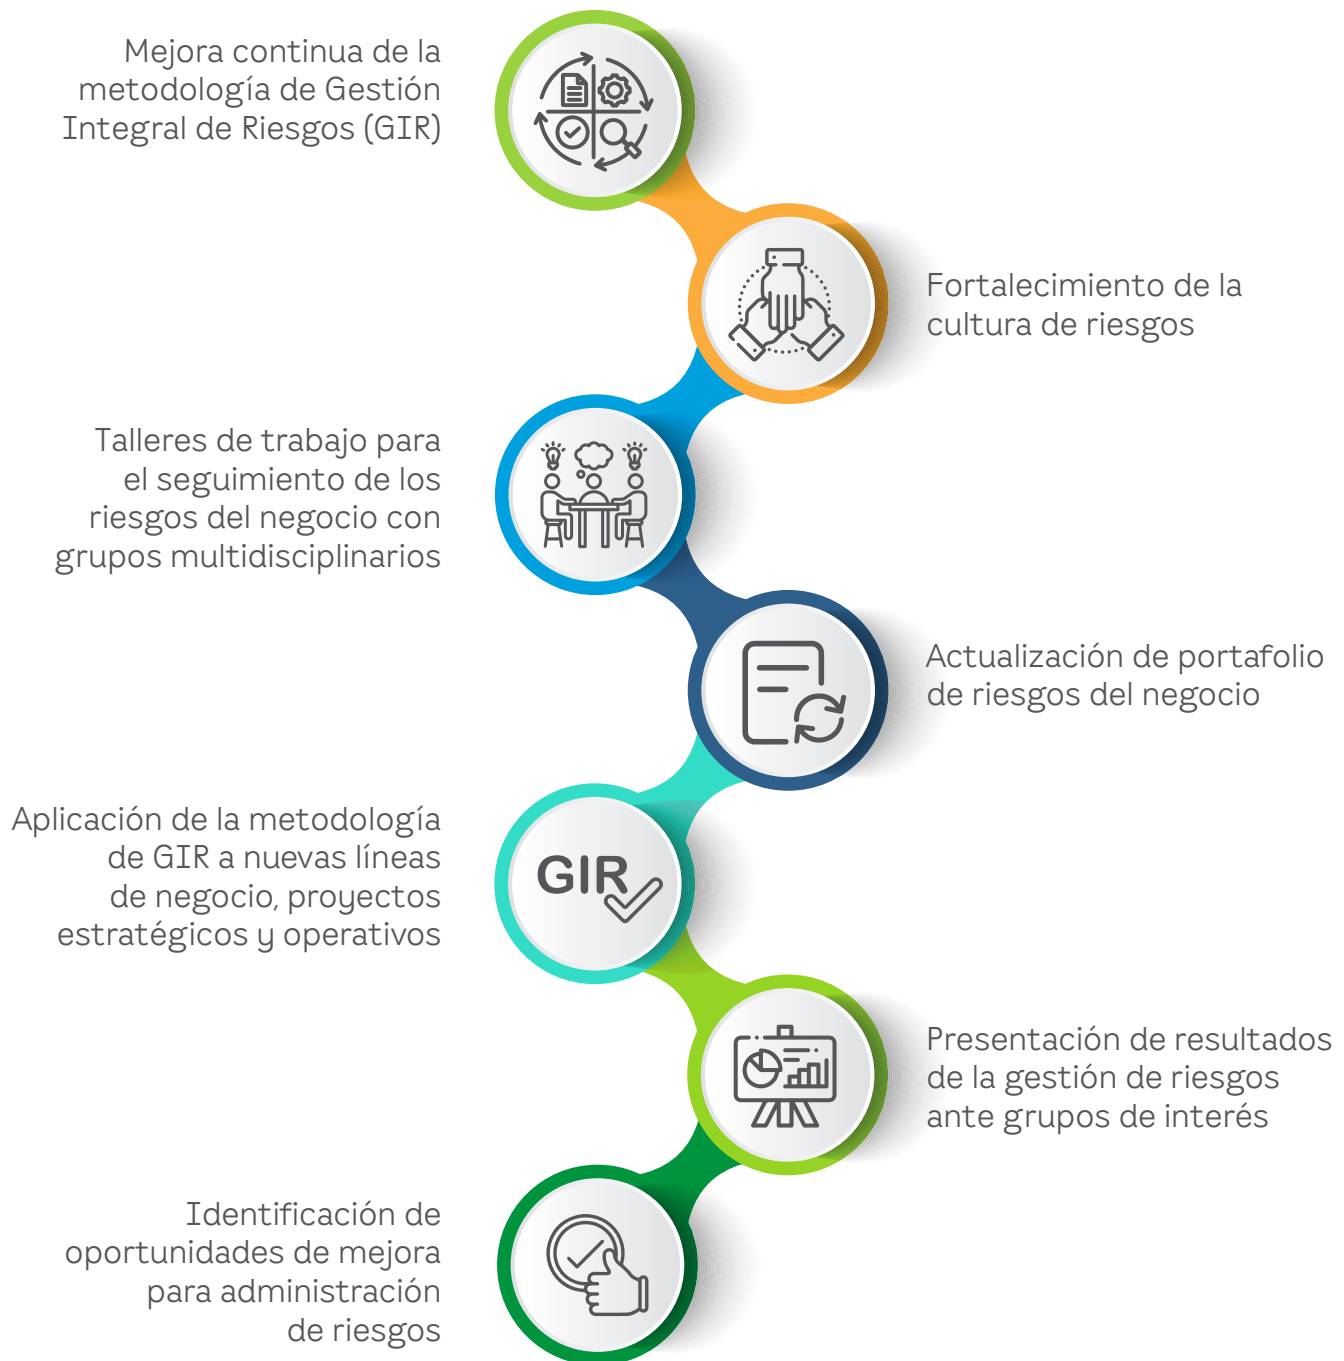 Mejora continua de la
metodología de Gestión
Integral de Riesgos (GIR)
Fortalecimiento de la
cultura de riesgos
Talleres de trabajo para
el seguimiento de los
riesgos del negocio con
grupos multidisciplinarios
Actualización de portafolio
de riesgos del negocio
Aplicación de la metodología
de GIR a nuevas líneas
de negocio, proyectos
estratégicos y operativos
GIR
Presentación de resultados
de la gestión de riesgos
ante grupos de interés
Identificación de
oportunidades de mejora
para administración
de riesgos